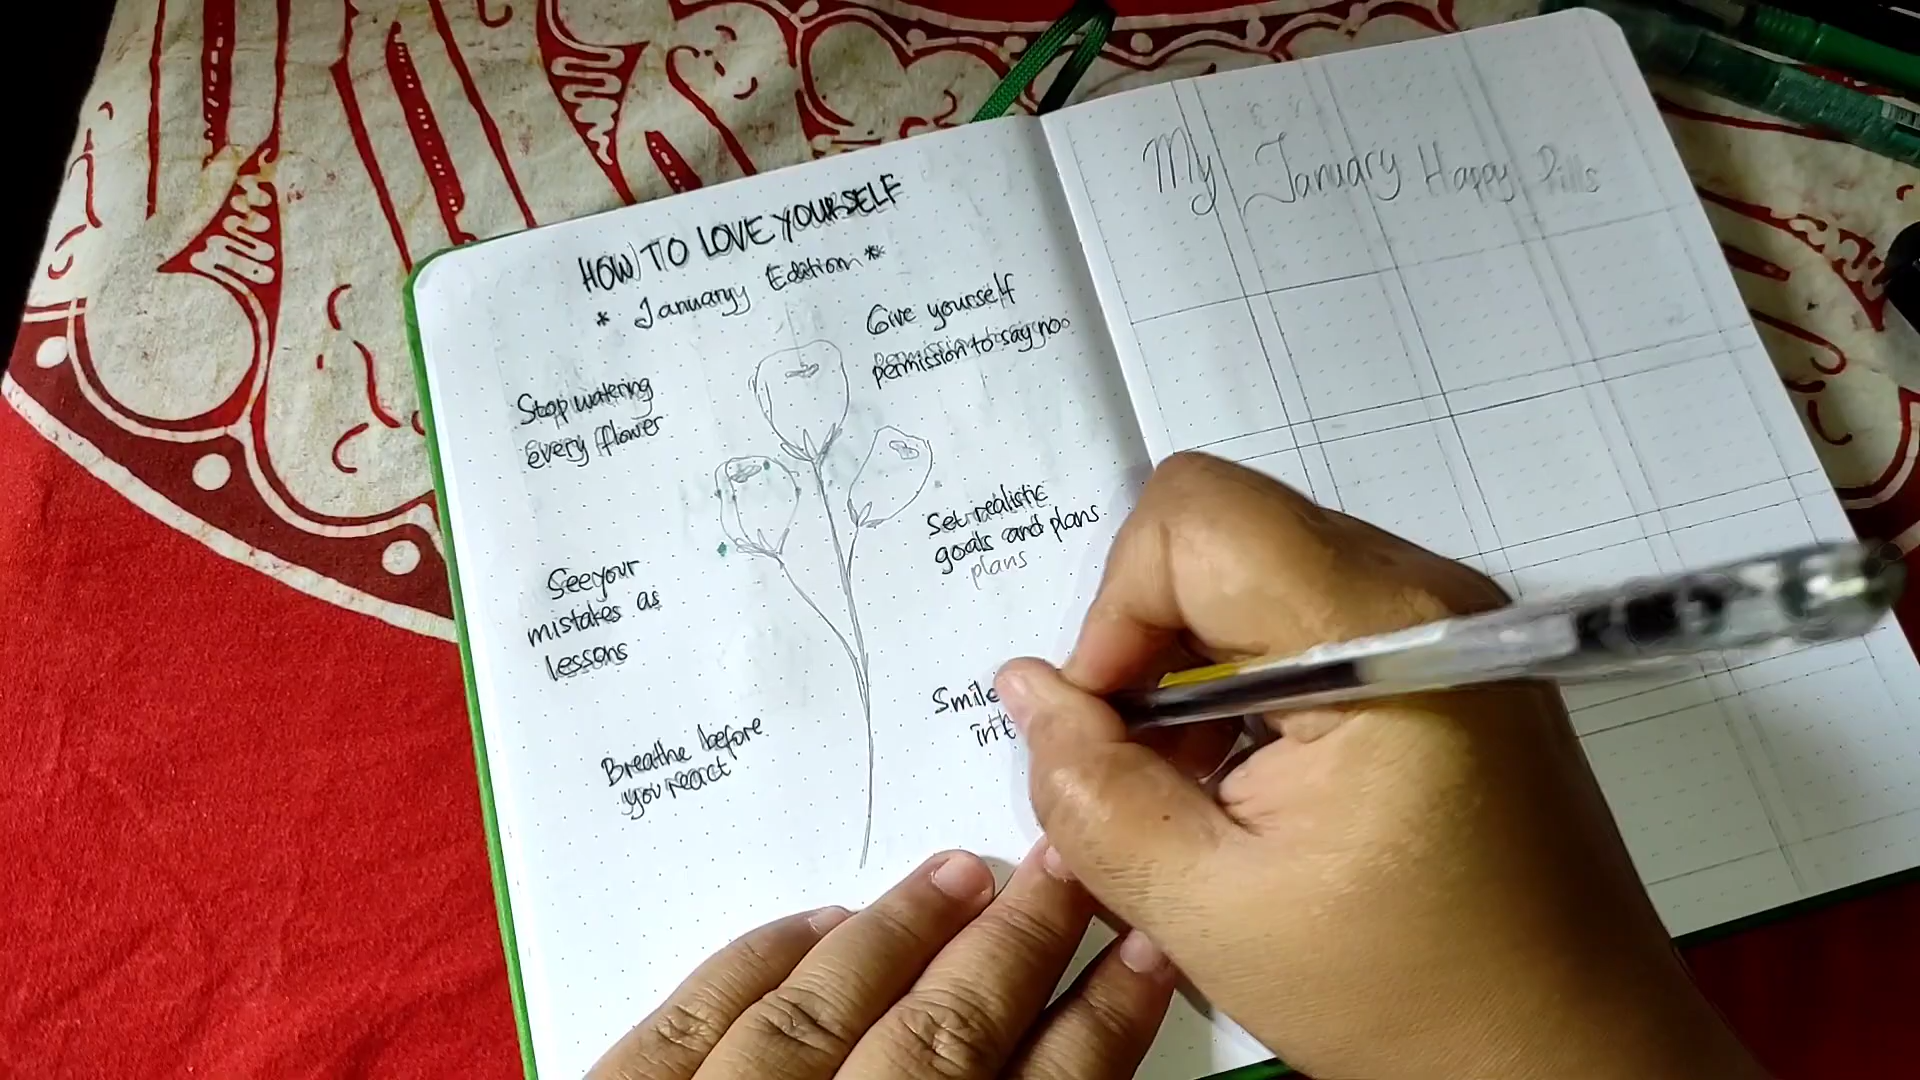 HOW TO LOVE YOURSELF
* January Edition *
Stop watering
every flower
Give yourself
permission to say no
See your
mistakes as
lessons
Set realistic
goals and plans
plans
Breathe before
you react
Smile
My January Happy Pills